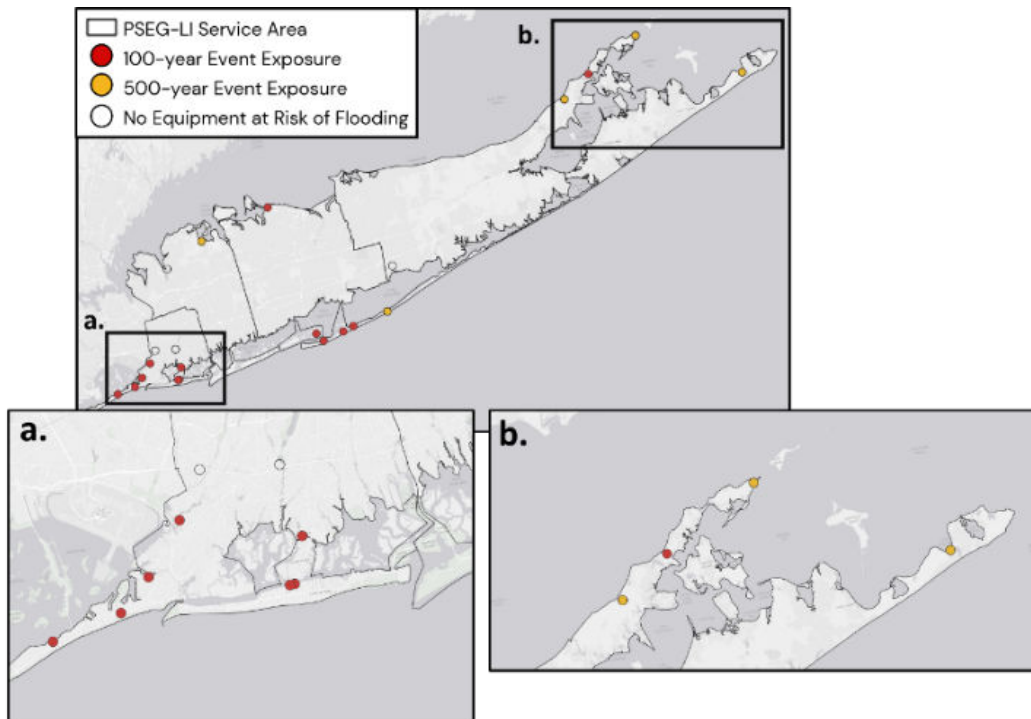 PSEG-LI Service Area
100-year Event Exposure
500-year Event Exposure
No Equipment at Risk of Flooding
b.
a.
a.
b.